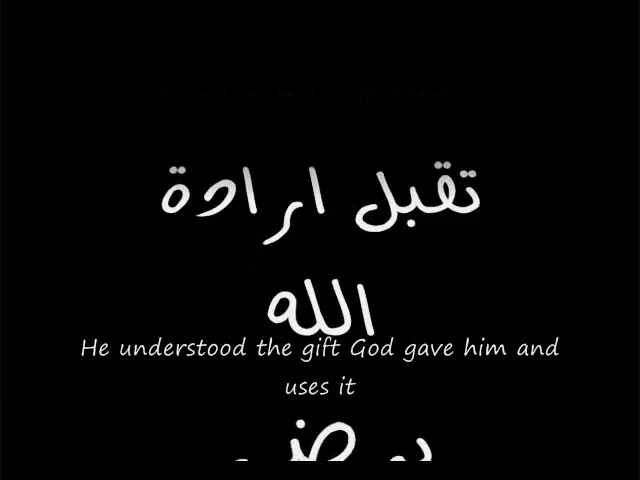 تقبل ارادة
الله
He understood the gift God gave him and
uses it